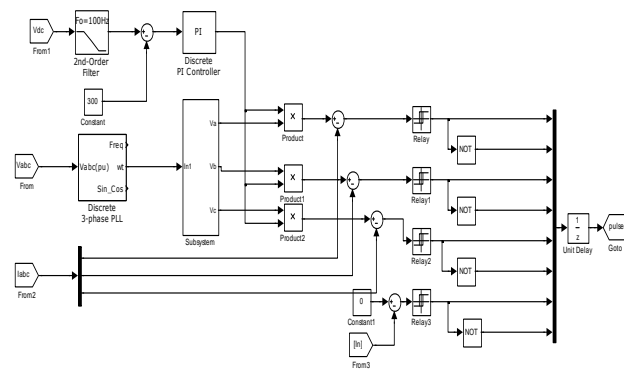 Fo=100Hz
Vdc
From1
2nd-Order
Filter
PI
Discrete
PI Controller
300
Constant
Vabc
From
Freq
Vabc(pu)
wt
Sin_Cos
Discrete
3-phase PLL
In1
Va
Vb
Vc
Subsystem
X
Product
X
Product1
X
Product2
Relay
NOT
Relay1
NOT
Relay2
NOT
Relay3
NOT
Iabc
From2
0
Constant1
[In]
From3
1
z
Unit Delay
pulse
Goto